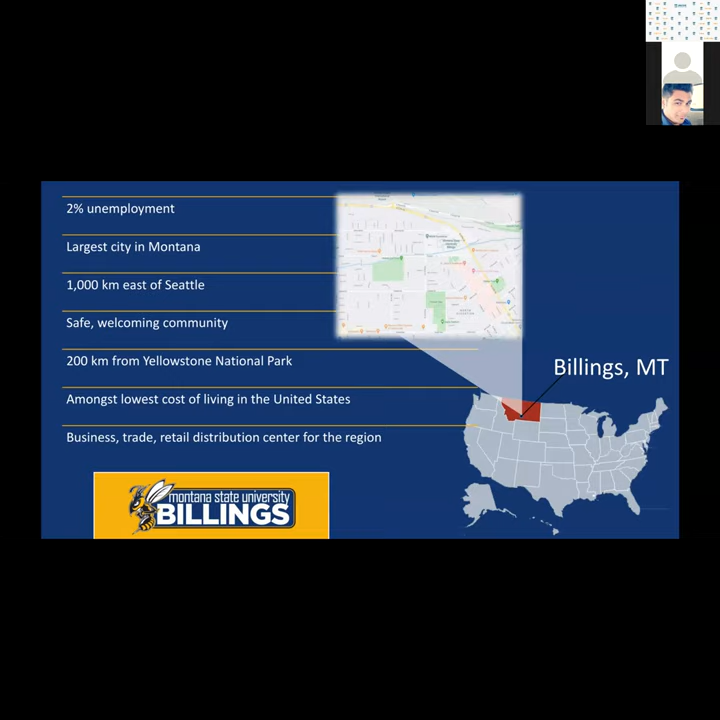 2% unemployment
Largest city in Montana
1,000 km east of Seattle
Safe, welcoming community
200 km from Yellowstone National Park
Amongst lowest cost of living in the United States
Business, trade, retail distribution center for the region
Billings, MT
montana state university
BILLINGS